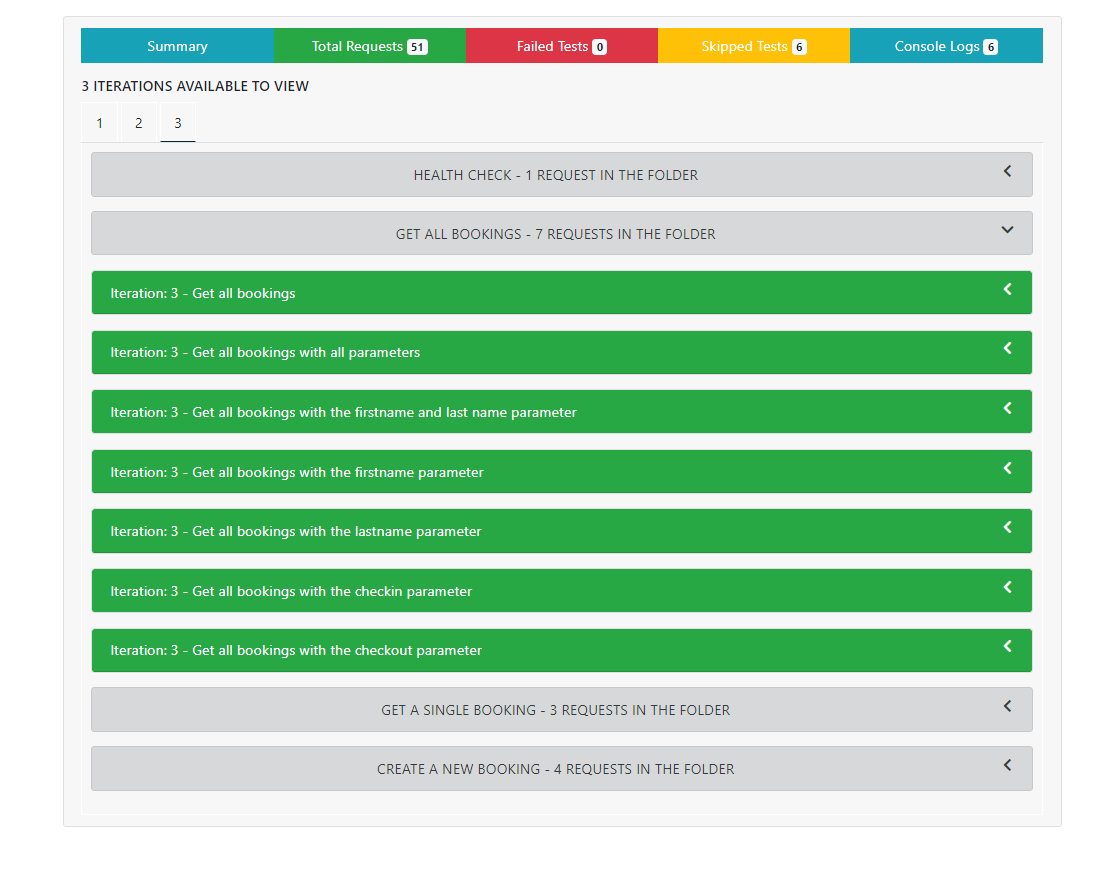 Summary
Total Requests 51
Failed Tests 0
Skipped Tests 6
Console Logs 6
3 ITERATIONS AVAILABLE TO VIEW
1 2 3
HEALTH CHECK - 1 REQUEST IN THE FOLDER
GET ALL BOOKINGS - 7 REQUESTS IN THE FOLDER
Iteration: 3 - Get all bookings
Iteration: 3 - Get all bookings with all parameters
Iteration: 3 - Get all bookings with the firstname and last name parameter
Iteration: 3 - Get all bookings with the firstname parameter
Iteration: 3 - Get all bookings with the lastname parameter
Iteration: 3 - Get all bookings with the checkin parameter
Iteration: 3 - Get all bookings with the checkout parameter
GET A SINGLE BOOKING - 3 REQUESTS IN THE FOLDER
CREATE A NEW BOOKING - 4 REQUESTS IN THE FOLDER